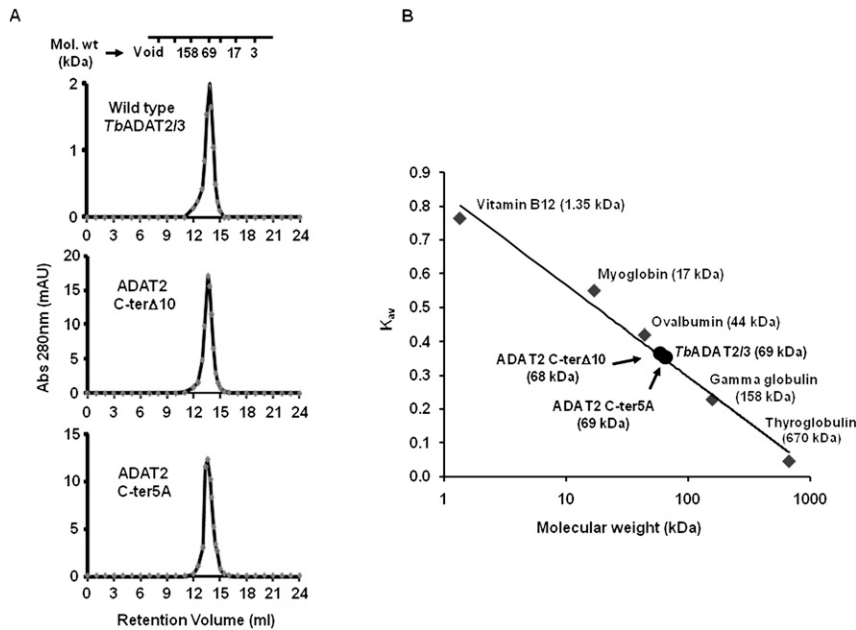 A
Mol. wt
(kDa)
Void 158 69 17 3
2
1
0
Wild type
TbADAT2/3
0 3 6 9 12 15 18 21 24
Abs 280nm (mAU)
20
15
10
5
0
ADAT2
C-terΔ10
0 3 6 9 12 15 18 21 24
15
10
5
0
ADAT2
C-ter5A
0 3 6 9 12 15 18 21 24
Retention Volume (ml)
B
0.9
0.8
0.7
0.6
0.5
0.4
0.3
0.2
0.1
0.0
Kav
Vitamin B12 (1.35 kDa)
Myoglobin (17 kDa)
Ovalbumin (44 kDa)
ADAT2 C-terΔ10
(68 kDa)
TbADAT2/3 (69 kDa)
ADAT2 C-ter5A
(69 kDa)
Gamma globulin
(158 kDa)
Thyroglobulin
(670 kDa)
1 10 100 1000
Molecular weight (kDa)